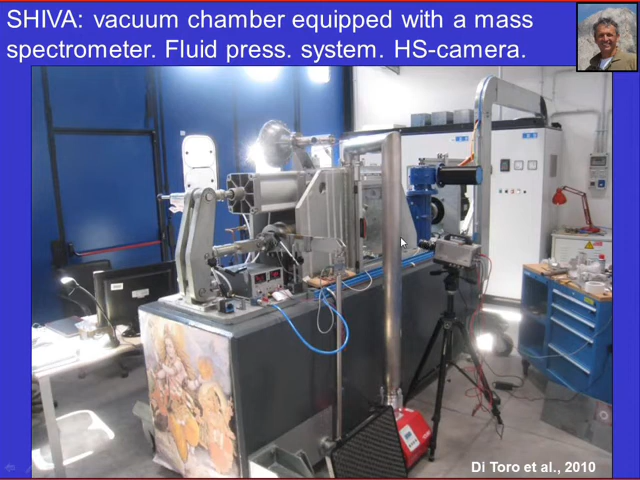 SHIVA: vacuum chamber equipped with a mass
spectrometer. Fluid press. system. HS-camera.
Di Toro et al., 2010